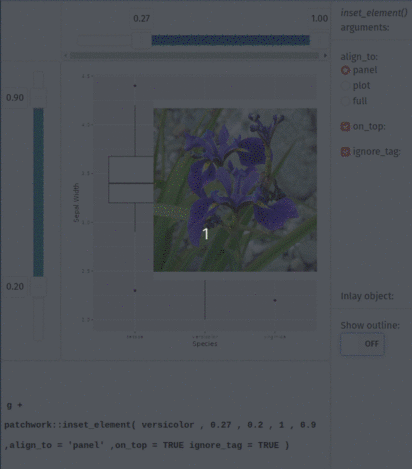 0.27
1.00
inset_element()
arguments:
align_to:
panel
plot
full
0.90
on_top:
ignore_tag:
Sepal.Width
1
0.20
Inlay object:
Show outline:
OFF
Species
g +
patchwork::inset_element( versicolor , 0.27 , 0.2 , 1 , 0.9
,align_to = 'panel' ,on_top = TRUE ignore_tag = TRUE )